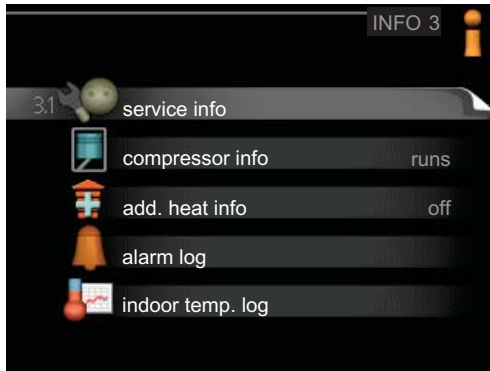 INFO 3
3.1 service info
compressor info runs
add. heat info off
alarm log
indoor temp. log